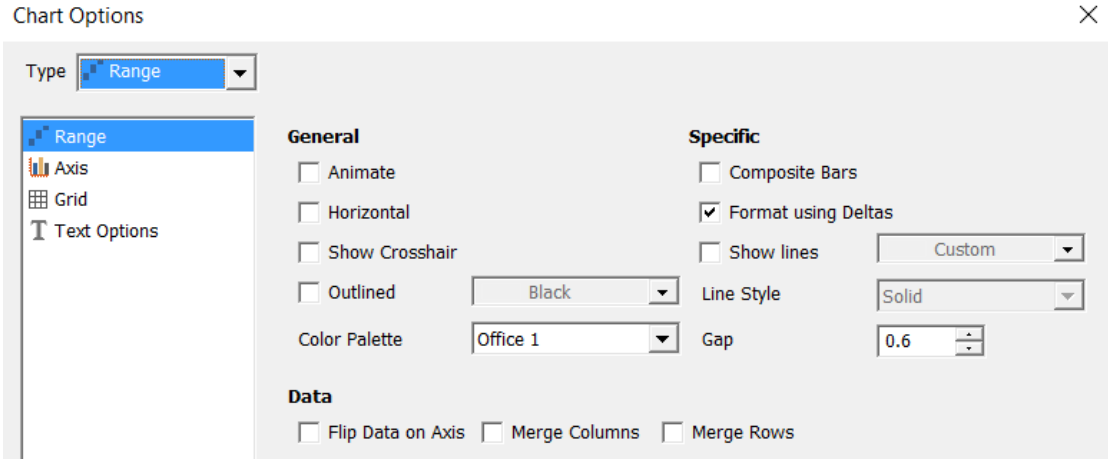 Chart Options
Type Range
Range
Axis
Grid
Text Options
General
Animate
Horizontal
Show Crosshair
Outlined Black
Color Palette Office 1
Specific
Composite Bars
Format using Deltas
Show lines Custom
Line Style Solid
Gap 0.6
Data
Flip Data on Axis Merge Columns Merge Rows